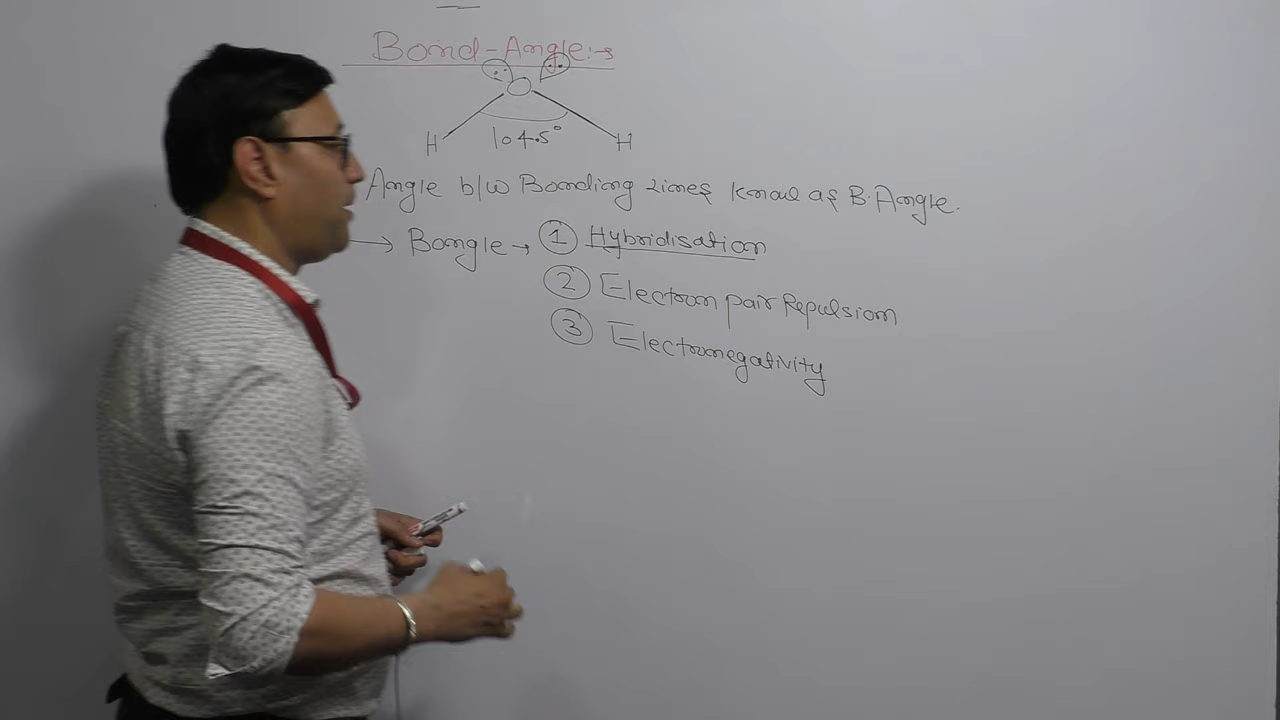 Bond-Angle:→
O
H 104.5° H
Angle b/w Bonding Lines Known as B.Angle.
→ Bangle → ① Hybridisation
② Electron pair Repulsion
③ Electronegativity